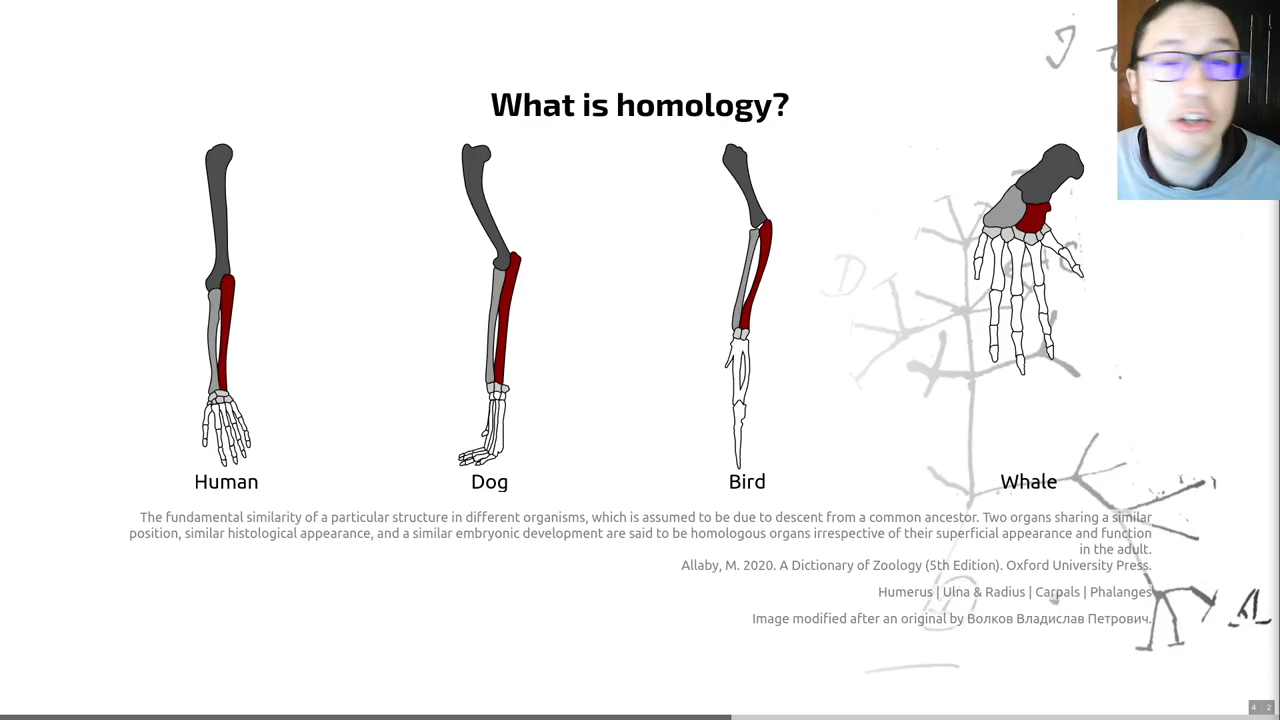 What is homology?
Human
Dog
Bird
Whale
The fundamental similarity of a particular structure in different organisms, which is assumed to be due to descent from a common ancestor. Two organs sharing a similar
position, similar histological appearance, and a similar embryonic development are said to be homologous organs irrespective of their superficial appearance and function
in the adult.
Allaby, M. 2020. A Dictionary of Zoology (5th Edition). Oxford University Press.
Humerus | Ulna & Radius | Carpals | Phalanges
Image modified after an original by Волков Владислав Петрович.
4.2